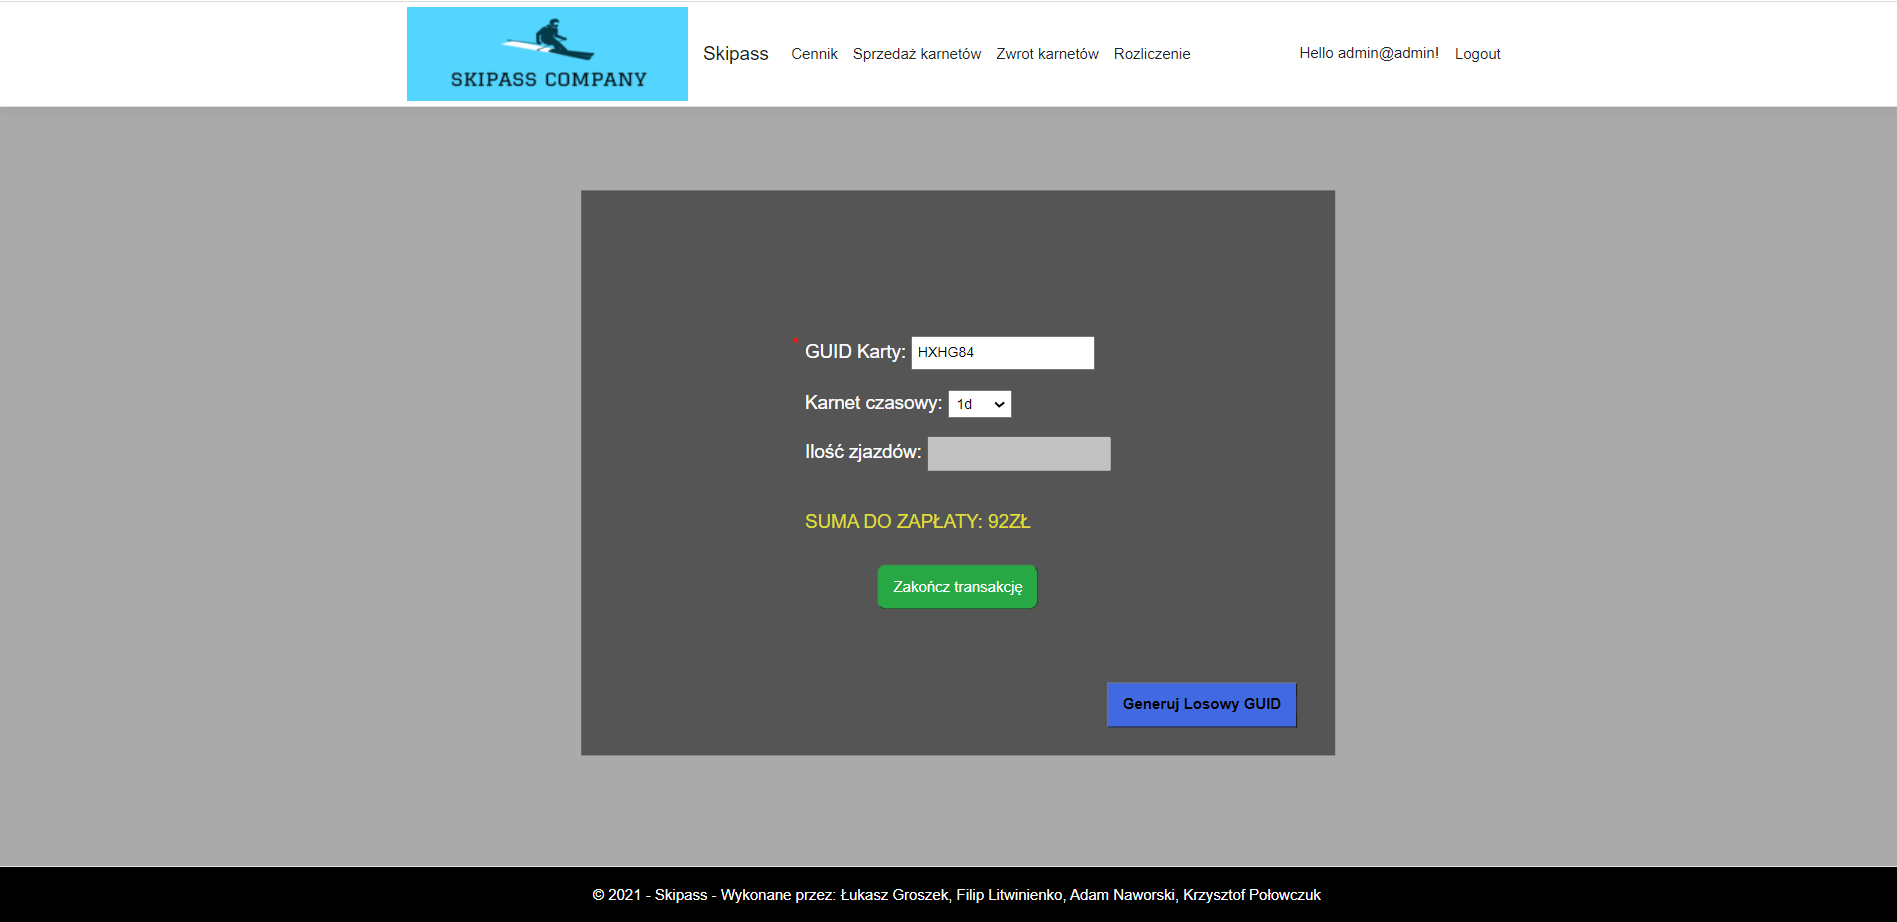 SKIPASS COMPANY
Skipass Cennik Sprzedaż karnetów Zwrot karnetów Rozliczenie Hello admin@admin! Logout
* GUID Karty: HXHG84
Karnet czasowy: 1d
Ilość zjazdów:
SUMA DO ZAPŁATY: 92ZŁ
Zakończ transakcję
Generuj Losowy GUID
© 2021 - Skipass - Wykonane przez: Łukasz Groszek, Filip Litwinienko, Adam Naworski, Krzysztof Połowczuk